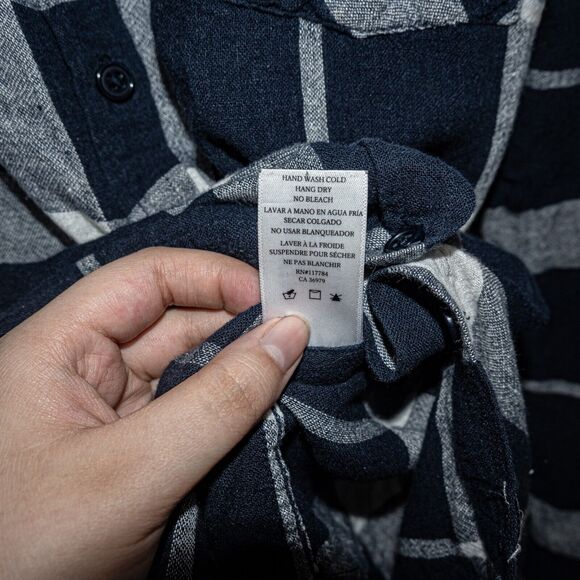 HAND WASH COLD
HANG DRY
NO BLEACH
LAVAR A MANO EN AGUA FRÍA
SECAR COLGADO
NO USAR BLANQUEADOR
LAVER À LA FROIDE
SUSPENDRE POUR SÉCHER
NE PAS BLANCHIR
RN#117784
CA 36979